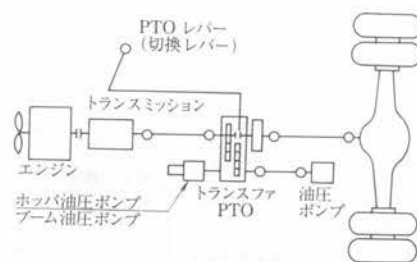 PTO レバー
(切換レバー)
トランスミッション
エンジン
ホッパ油圧ポンプ
ブーム油圧ポンプ
トランスファ
PTO
油圧
ポンプ